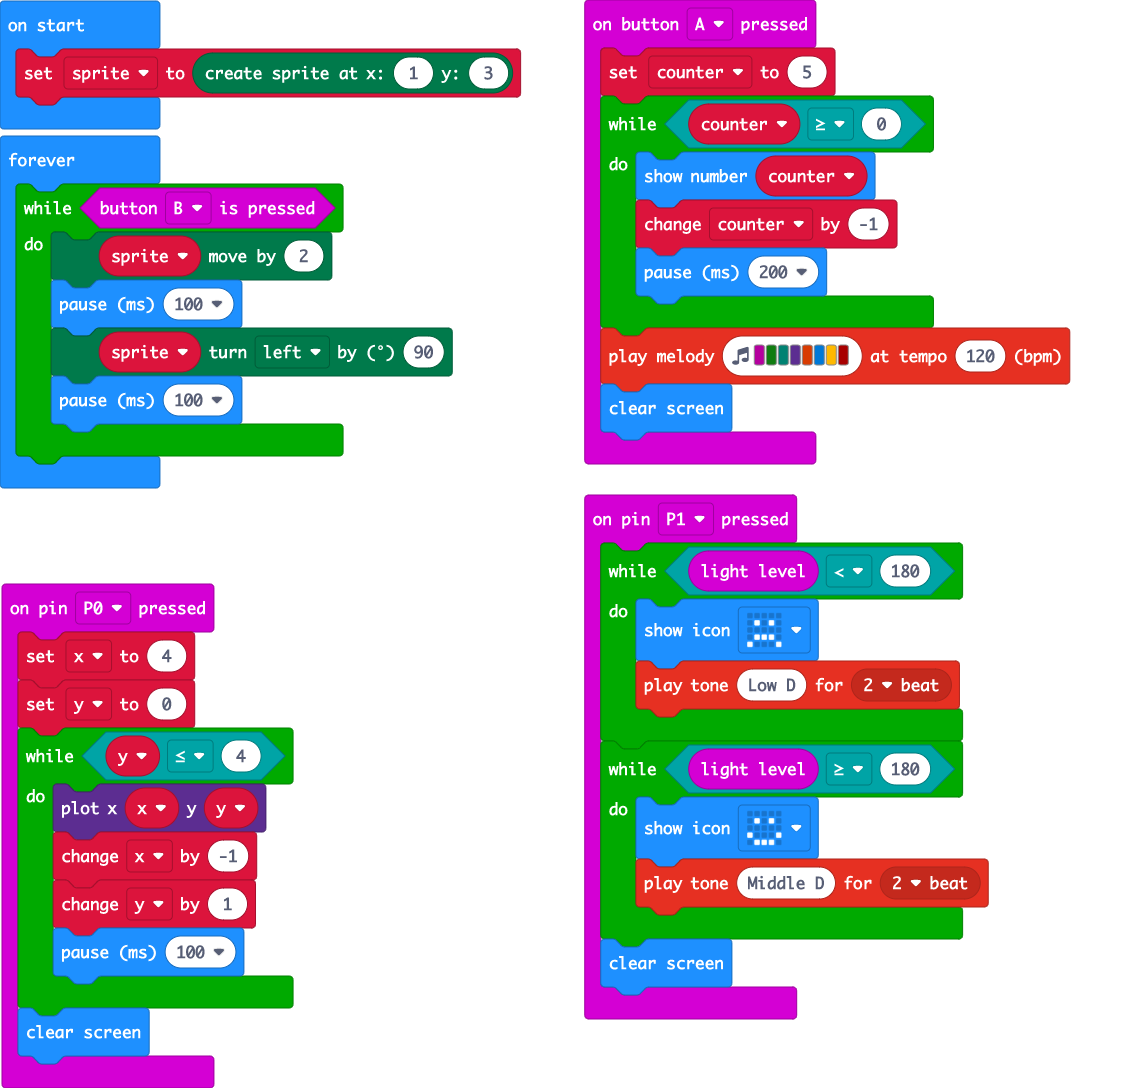 on start
set sprite to create sprite at x: 1 y: 3
forever
while button B is pressed
do
sprite move by 2
pause (ms) 100
sprite turn left by (°) 90
pause (ms) 100
on pin P0 pressed
set x to 4
set y to 0
while y ≤ 4
do
plot x x y y
change x by -1
change y by 1
pause (ms) 100
clear screen
on button A pressed
set counter to 5
while counter ≥ 0
do
show number counter
change counter by -1
pause (ms) 200
play melody at tempo 120 (bpm)
clear screen
on pin P1 pressed
while light level < 180
do
show icon
play tone Low D for 2 beat
while light level ≥ 180
do
show icon
play tone Middle D for 2 beat
clear screen